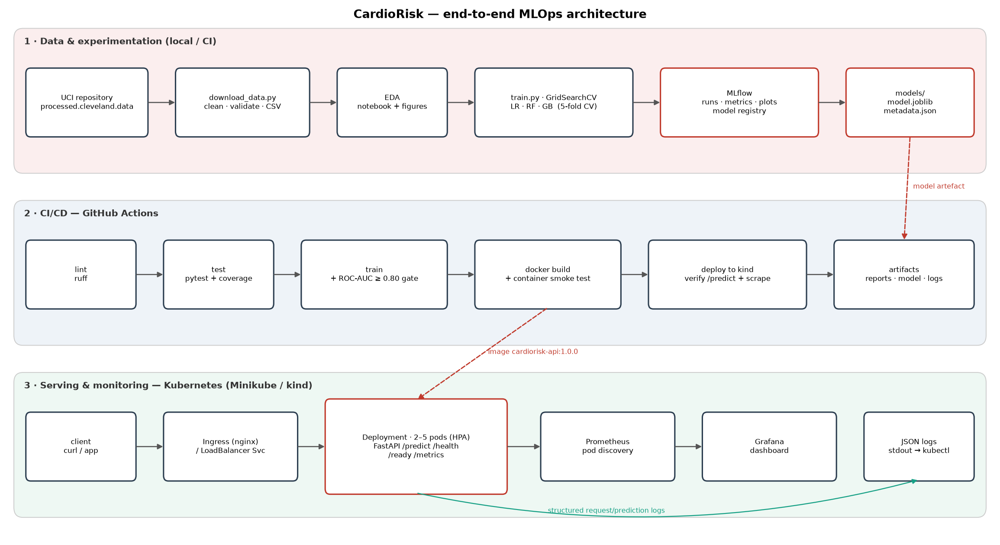 CardioRisk — end-to-end MLOps architecture
1 · Data & experimentation (local / CI)
UCI repository
processed.cleveland.data
download_data.py
clean · validate · CSV
EDA
notebook + figures
train.py · GridSearchCV
LR · RF · GB  (5-fold CV)
MLflow
runs · metrics · plots
model registry
models/
model.joblib
metadata.json
model artefact
2 · CI/CD — GitHub Actions
lint
ruff
test
pytest + coverage
train
+ ROC-AUC ≥ 0.80 gate
docker build
+ container smoke test
deploy to kind
verify /predict + scrape
artifacts
reports · model · logs
image cardiorisk-api:1.0.0
3 · Serving & monitoring — Kubernetes (Minikube / kind)
client
curl / app
Ingress (nginx)
/ LoadBalancer Svc
Deployment · 2–5 pods (HPA)
FastAPI /predict /health
/ready /metrics
Prometheus
pod discovery
Grafana
dashboard
JSON logs
stdout → kubectl
structured request/prediction logs